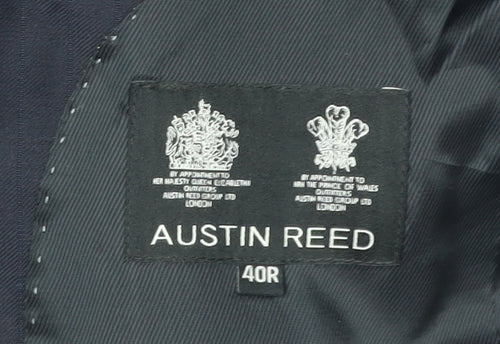 BY APPOINTMENT TO
HER MAJESTY QUEEN ELIZABETH II
OUTFITTERS
AUSTIN REED GROUP LTD
LONDON
BY APPOINTMENT TO
HRH THE PRINCE OF WALES
OUTFITTERS
AUSTIN REED GROUP LTD
LONDON
AUSTIN REED
40R